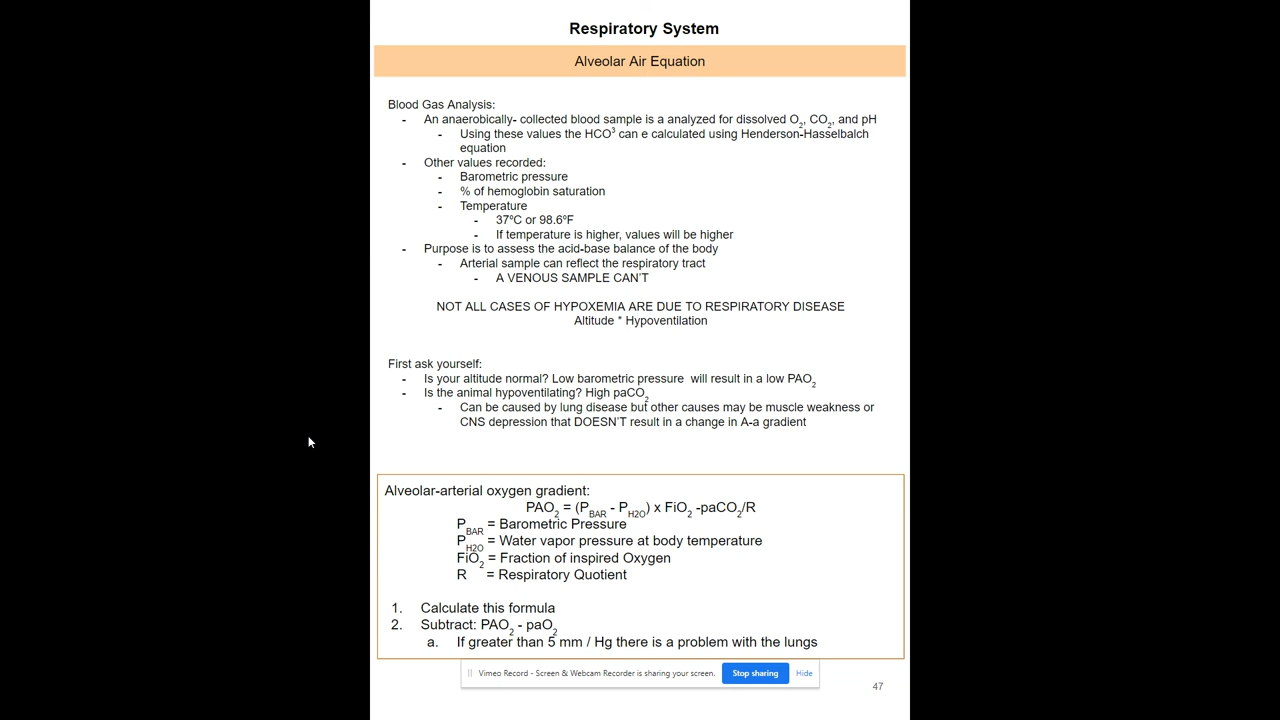 Respiratory System
Alveolar Air Equation
Blood Gas Analysis:
- An anaerobically- collected blood sample is a analyzed for dissolved O2, CO2, and pH
- Using these values the HCO3 can e calculated using Henderson-Hasselbalch
equation
- Other values recorded:
- Barometric pressure
- % of hemoglobin saturation
- Temperature
- 37ºC or 98.6ºF
- If temperature is higher, values will be higher
- Purpose is to assess the acid-base balance of the body
- Arterial sample can reflect the respiratory tract
- A VENOUS SAMPLE CAN'T
NOT ALL CASES OF HYPOXEMIA ARE DUE TO RESPIRATORY DISEASE
Altitude * Hypoventilation
First ask yourself:
- Is your altitude normal? Low barometric pressure will result in a low PAO2
- Is the animal hypoventilating? High paCO2
- Can be caused by lung disease but other causes may be muscle weakness or
CNS depression that DOESN'T result in a change in A-a gradient
Alveolar-arterial oxygen gradient:
PAO2 = (PBAR - PH2O) x FiO2 -paCO2/R
PBAR = Barometric Pressure
PH2O = Water vapor pressure at body temperature
FiO2 = Fraction of inspired Oxygen
R = Respiratory Quotient
1. Calculate this formula
2. Subtract: PAO2 - paO2
a. If greater than 5 mm / Hg there is a problem with the lungs
Vimeo Record - Screen & Webcam Recorder is sharing your screen. Stop sharing Hide
47